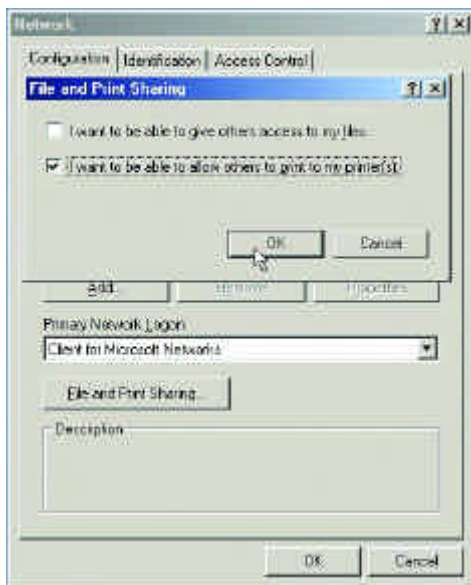 Network
Configuration Identification Access Control
File and Print Sharing
I want to be able to give others access to my files.
I want to be able to allow others to print to my printer(s).
OK Cancel
Add... Remove Properties
Primary Network Logon
Client for Microsoft Networks
File and Print Sharing...
Description
OK Cancel